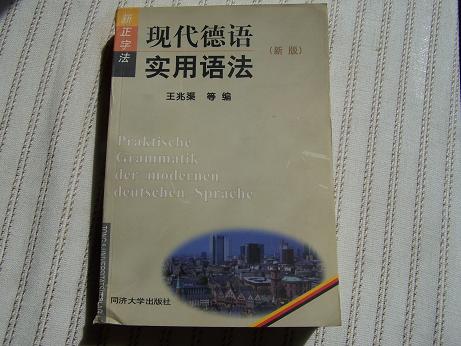 新正字法
现代德语
实用语法
(新版)
王兆渠 等编
Praktische
Grammatik
der modernen
deutschen Sprache
同济大学出版社